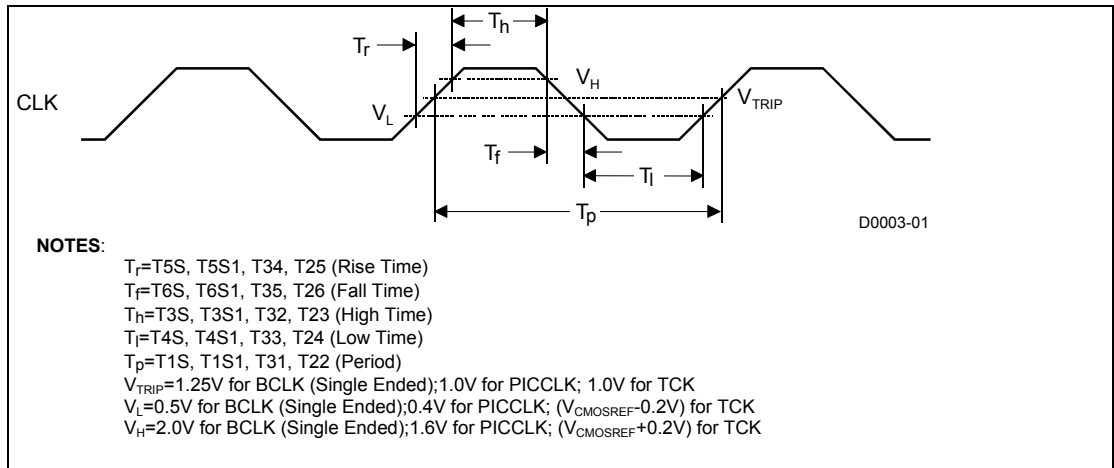 Th
Tr
CLK
VH
VTRIP
VL
Tf
Tl
Tp
D0003-01
NOTES:
Tr=T5S, T5S1, T34, T25 (Rise Time)
Tf=T6S, T6S1, T35, T26 (Fall Time)
Th=T3S, T3S1, T32, T23 (High Time)
Tl=T4S, T4S1, T33, T24 (Low Time)
Tp=T1S, T1S1, T31, T22 (Period)
VTRIP=1.25V for BCLK (Single Ended);1.0V for PICCLK; 1.0V for TCK
VL=0.5V for BCLK (Single Ended);0.4V for PICCLK; (VCMOSREF-0.2V) for TCK
VH=2.0V for BCLK (Single Ended);1.6V for PICCLK; (VCMOSREF+0.2V) for TCK